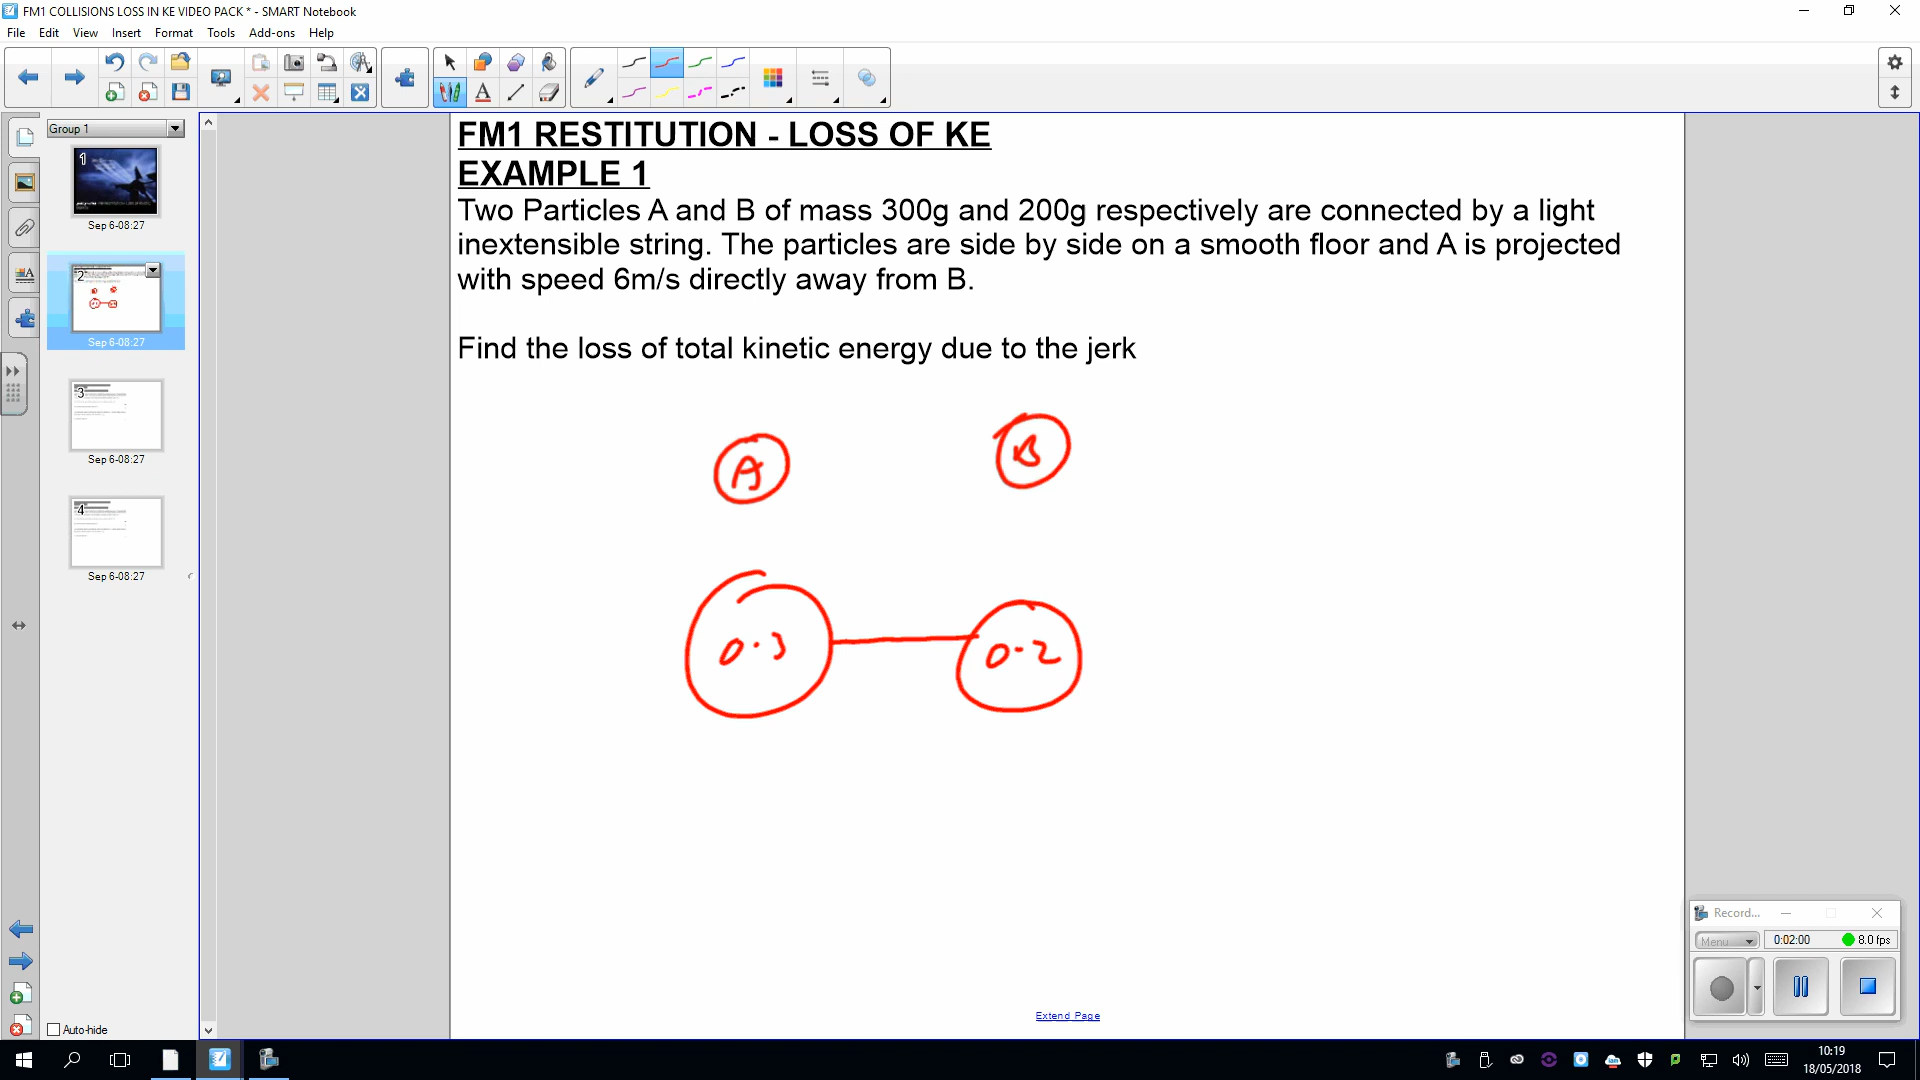 FM1 COLLISIONS LOSS IN KE VIDEO PACK * - SMART Notebook
File Edit View Insert Format Tools Add-ons Help
Group 1
1
Sep 6-08:27
2
Sep 6-08:27
3
Sep 6-08:27
4
Sep 6-08:27
Auto-hide
FM1 RESTITUTION - LOSS OF KE
EXAMPLE 1
Two Particles A and B of mass 300g and 200g respectively are connected by a light
inextensible string. The particles are side by side on a smooth floor and A is projected
with speed 6m/s directly away from B.
Find the loss of total kinetic energy due to the jerk
A B
0.3 0.2
Extend Page
Record...
Menu 0:02:00 8.0 fps
10:19
18/05/2018